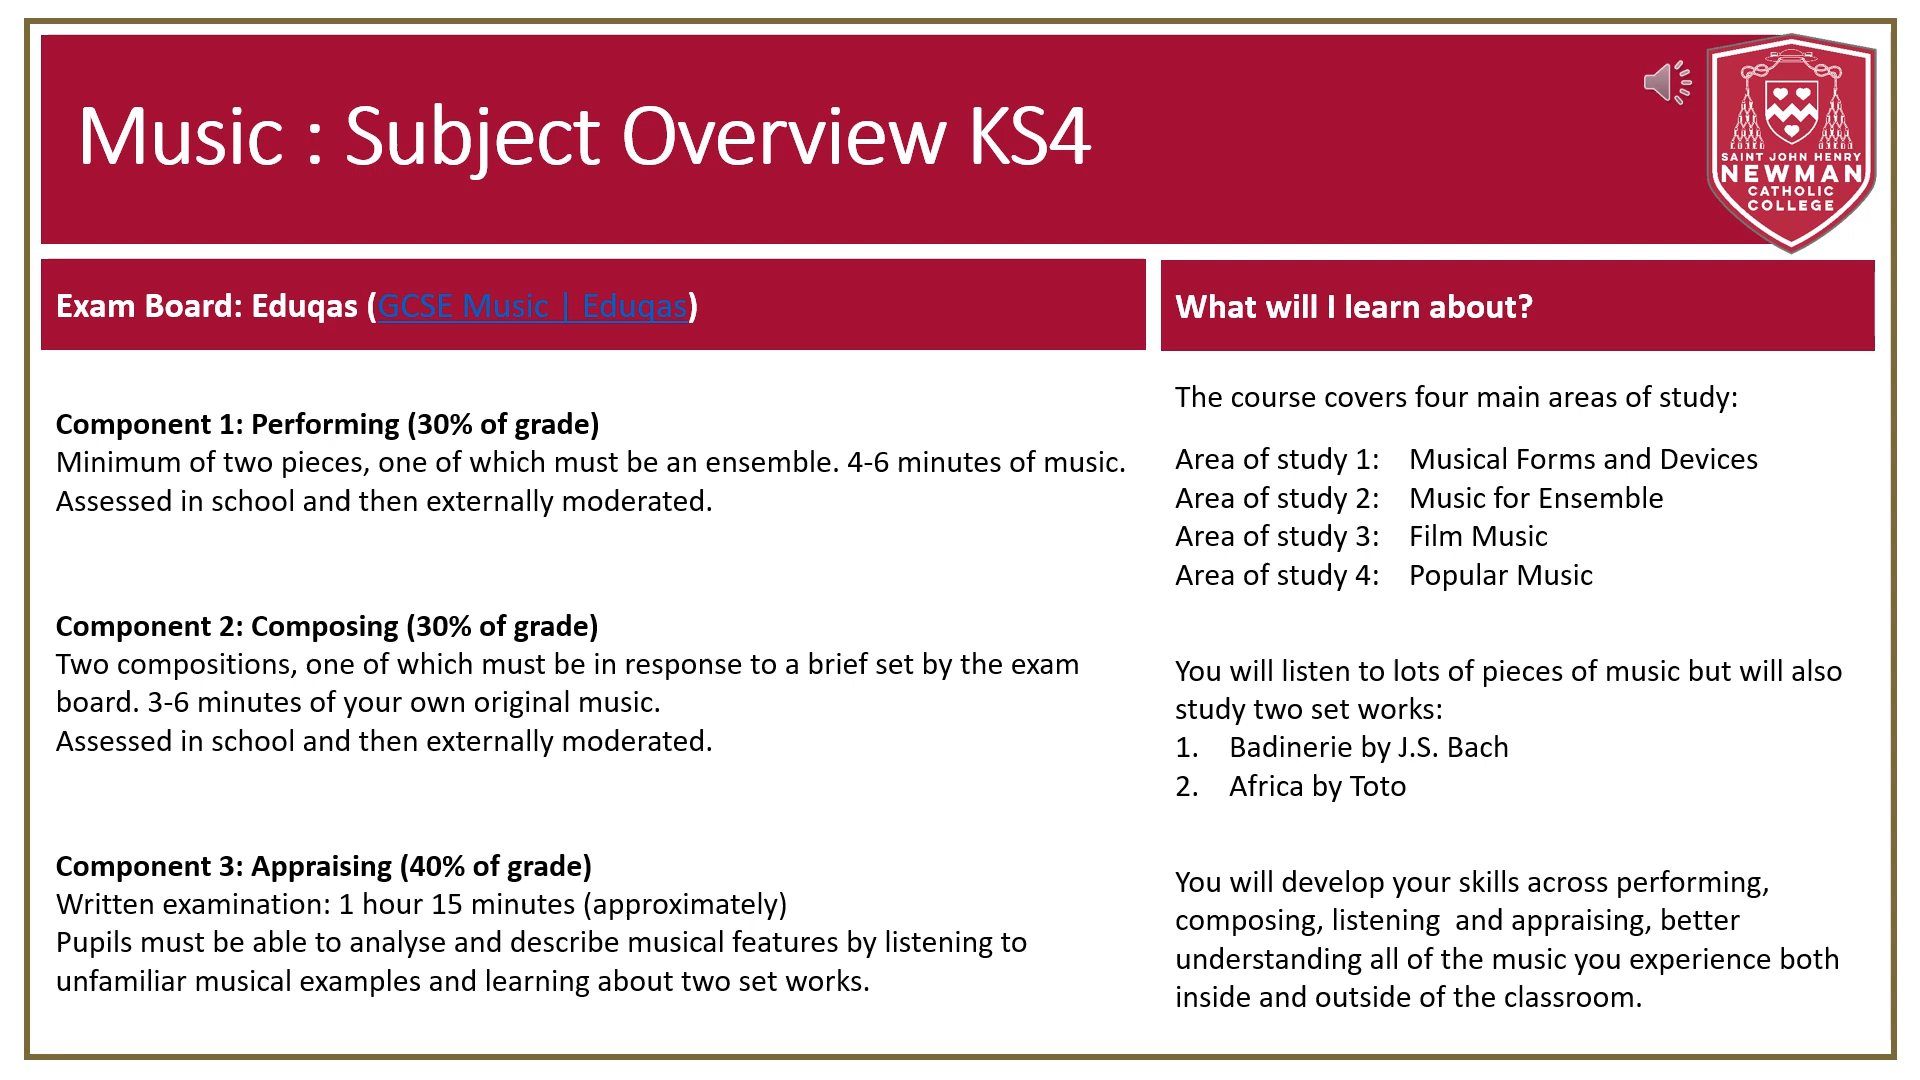 Music : Subject Overview KS4
SAINT JOHN HENRY
NEWMAN
CATHOLIC
COLLEGE
Exam Board: Eduqas (GCSE Music | Eduqas)
Component 1: Performing (30% of grade)
Minimum of two pieces, one of which must be an ensemble. 4-6 minutes of music.
Assessed in school and then externally moderated.
Component 2: Composing (30% of grade)
Two compositions, one of which must be in response to a brief set by the exam
board. 3-6 minutes of your own original music.
Assessed in school and then externally moderated.
Component 3: Appraising (40% of grade)
Written examination: 1 hour 15 minutes (approximately)
Pupils must be able to analyse and describe musical features by listening to
unfamiliar musical examples and learning about two set works.
What will I learn about?
The course covers four main areas of study:
Area of study 1: Musical Forms and Devices
Area of study 2: Music for Ensemble
Area of study 3: Film Music
Area of study 4: Popular Music
You will listen to lots of pieces of music but will also
study two set works:
1. Badinerie by J.S. Bach
2. Africa by Toto
You will develop your skills across performing,
composing, listening  and appraising, better
understanding all of the music you experience both
inside and outside of the classroom.